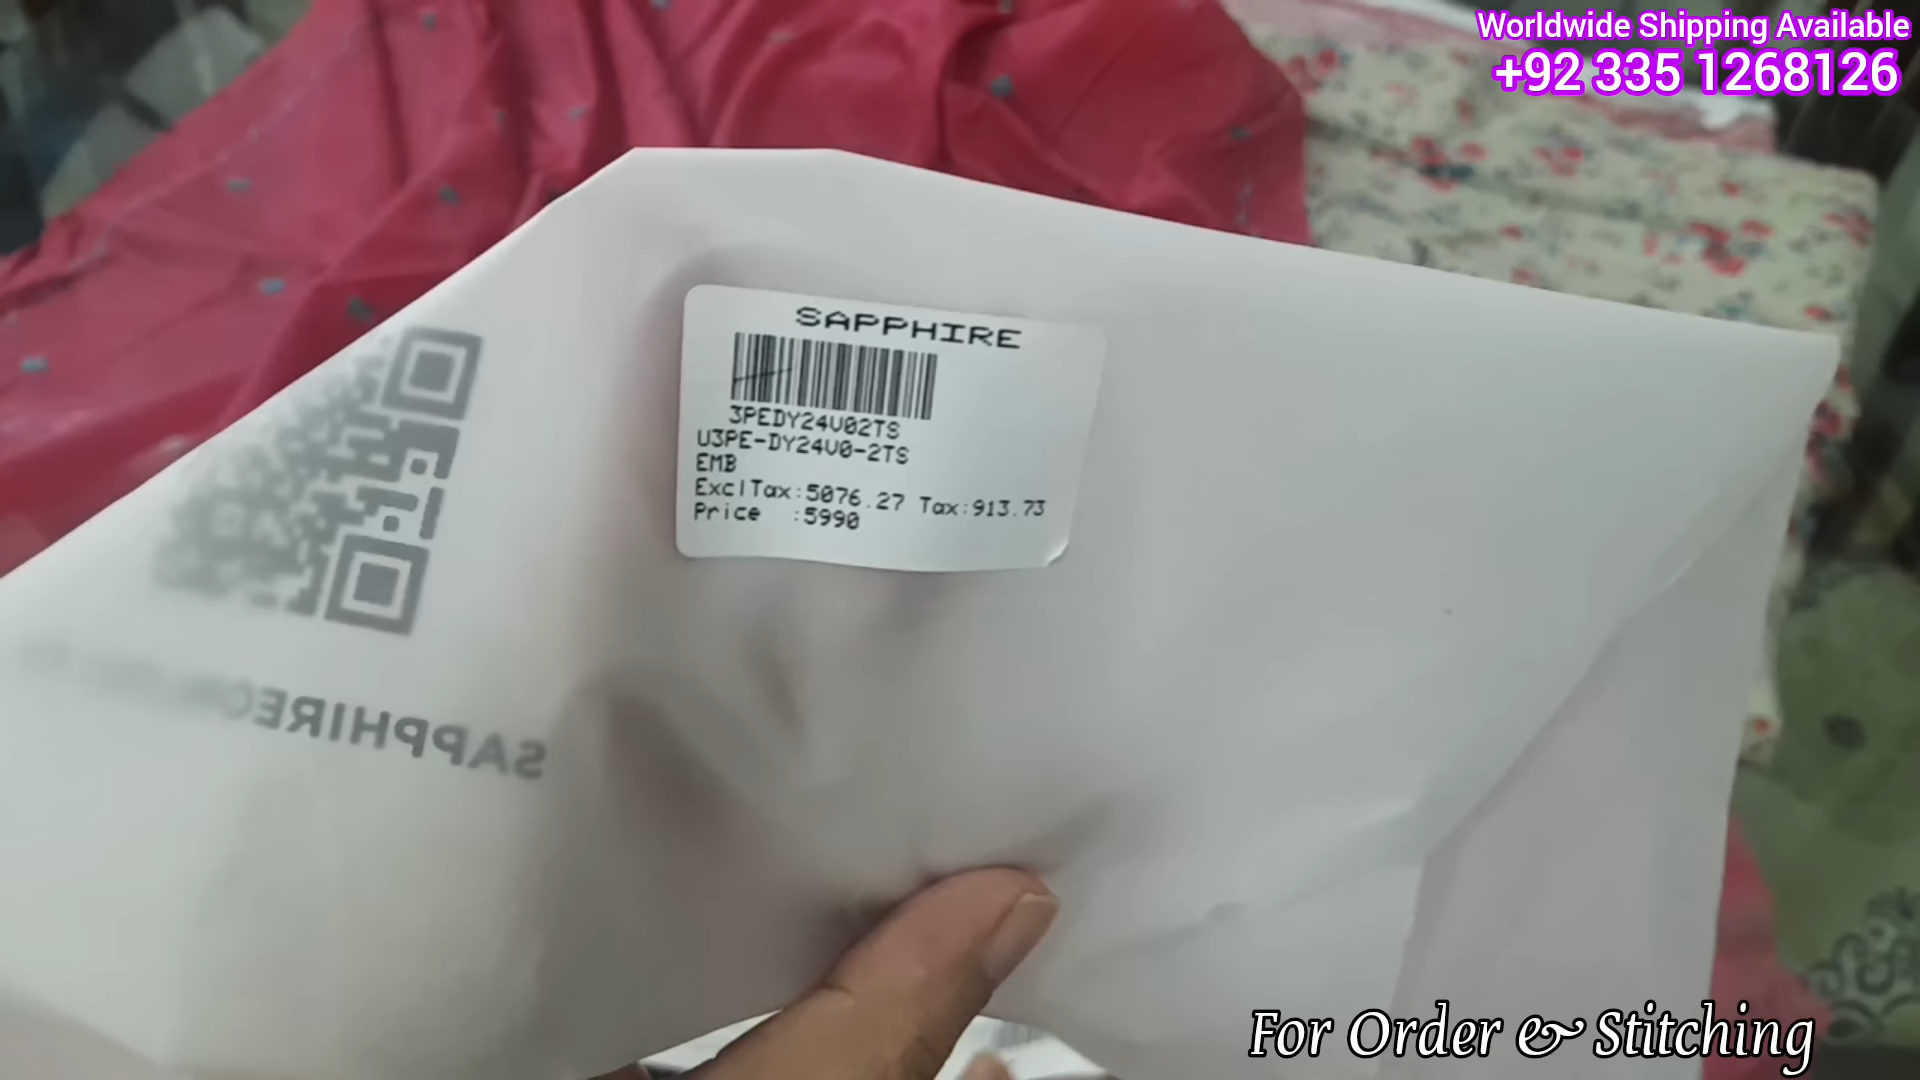 Worldwide Shipping Available
+92 335 1268126
SAPPHIRE
3PEDY24V02TS
U3PE-DY24V0-2TS
EMB
ExclTax:5076.27 Tax:913.73
Price :5990
For Order & Stitching